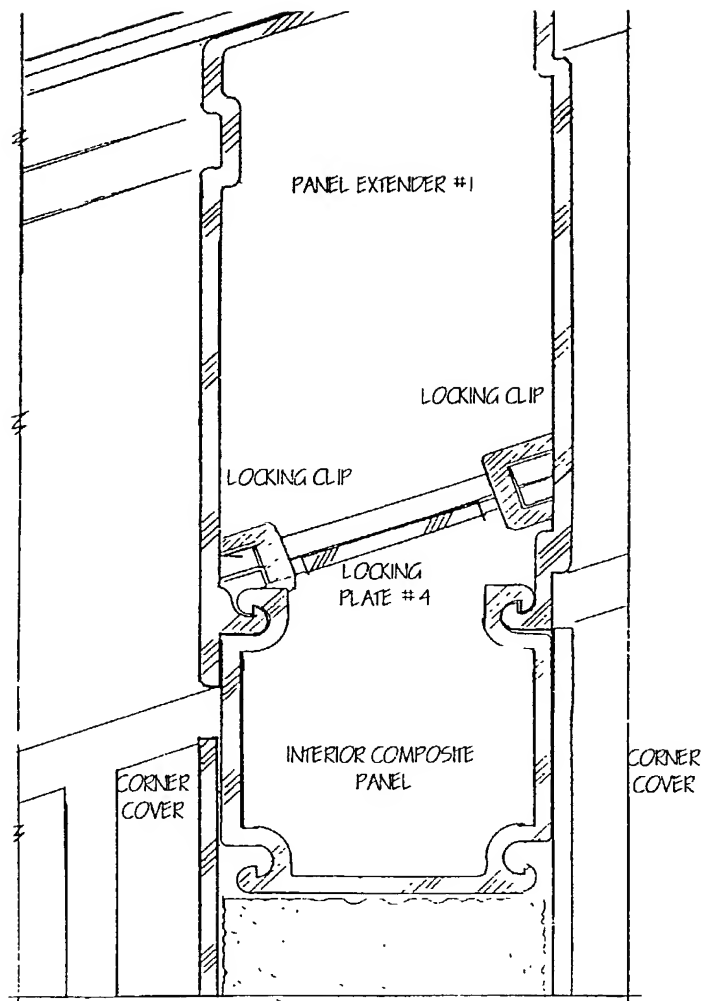 PANEL EXTENDER #1
LOCKING CLIP
LOCKING CLIP
LOCKING
PLATE #4
INTERIOR COMPOSITE
PANEL
CORNER
COVER
CORNER
COVER